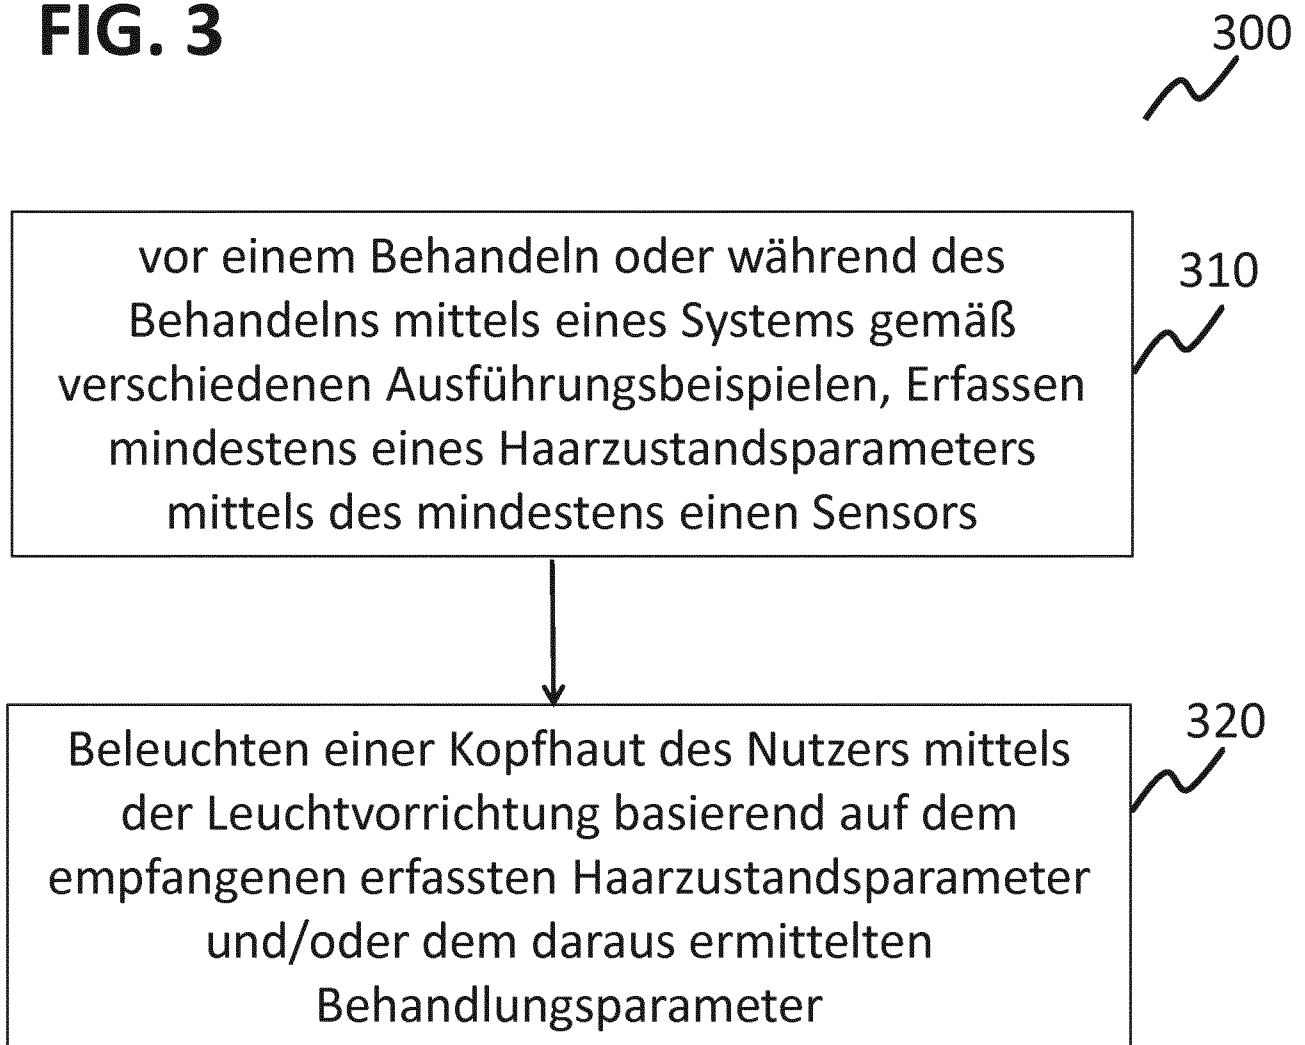 FIG. 3
300
vor einem Behandeln oder während des
Behandelns mittels eines Systems gemäß
verschiedenen Ausführungsbeispielen, Erfassen
mindestens eines Haarzustandsparameters
mittels des mindestens einen Sensors
310
Beleuchten einer Kopfhaut des Nutzers mittels
der Leuchtvorrichtung basierend auf dem
empfangenen erfassten Haarzustandsparameter
und/oder dem daraus ermittelten
Behandlungsparameter
320